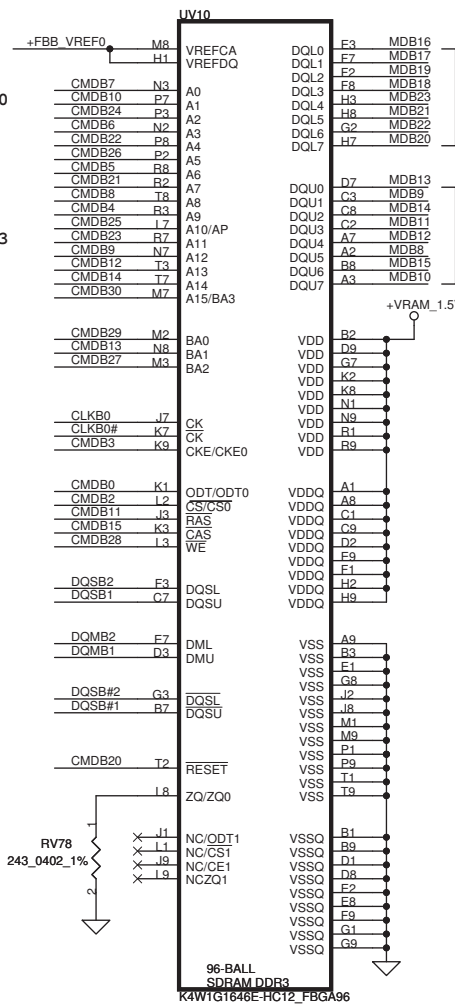 UV10
+FBB_VREF0 M8 VREFCA
H1 VREFDQ
CMDB7 N3 A0
CMDB10 P7 A1
CMDB24 P3 A2
CMDB6 N2 A3
CMDB22 P8 A4
CMDB26 P2 A5
CMDB5 R8 A6
CMDB21 R2 A7
CMDB8 T8 A8
CMDB4 R3 A9
CMDB25 L7 A10/AP
CMDB23 R7 A11
CMDB9 N7 A12
CMDB12 T3 A13
CMDB14 T7 A14
CMDB30 M7 A15/BA3
CMDB29 M2 BA0
CMDB13 N8 BA1
CMDB27 M3 BA2
CLKB0 J7 CK
CLKB0# K7 CK
CMDB3 K9 CKE/CKE0
CMDB0 K1 ODT/ODT0
CMDB2 L2 CS/CS0
CMDB11 J3 RAS
CMDB15 K3 CAS
CMDB28 L3 WE
DQSB2 F3 DQSL
DQSB1 C7 DQSU
DQMB2 E7 DML
DQMB1 D3 DMU
DQSB#2 G3 DQSL
DQSB#1 B7 DQSU
CMDB20 T2 RESET
L8 ZQ/ZQ0
1
RV78
243_0402_1%
2
J1 NC/ODT1
L1 NC/CS1
J9 NC/CE1
L9 NCZQ1
DQL0 E3 MDB16
DQL1 F7 MDB17
DQL2 F2 MDB19
DQL3 F8 MDB18
DQL4 H3 MDB23
DQL5 H8 MDB21
DQL6 G2 MDB22
DQL7 H7 MDB20
DQU0 D7 MDB13
DQU1 C3 MDB9
DQU2 C8 MDB14
DQU3 C2 MDB11
DQU4 A7 MDB12
DQU5 A2 MDB8
DQU6 B8 MDB15
DQU7 A3 MDB10
+VRAM_1.5
VDD B2
VDD D9
VDD G7
VDD K2
VDD K8
VDD N1
VDD N9
VDD R1
VDD R9
VDDQ A1
VDDQ A8
VDDQ C1
VDDQ C9
VDDQ D2
VDDQ E9
VDDQ F1
VDDQ H2
VDDQ H9
VSS A9
VSS B3
VSS E1
VSS G8
VSS J2
VSS J8
VSS M1
VSS M9
VSS P1
VSS P9
VSS T1
VSS T9
VSSQ B1
VSSQ B9
VSSQ D1
VSSQ D8
VSSQ E2
VSSQ E8
VSSQ F9
VSSQ G1
VSSQ G9
96-BALL
SDRAM DDR3
K4W1G1646E-HC12_FBGA96